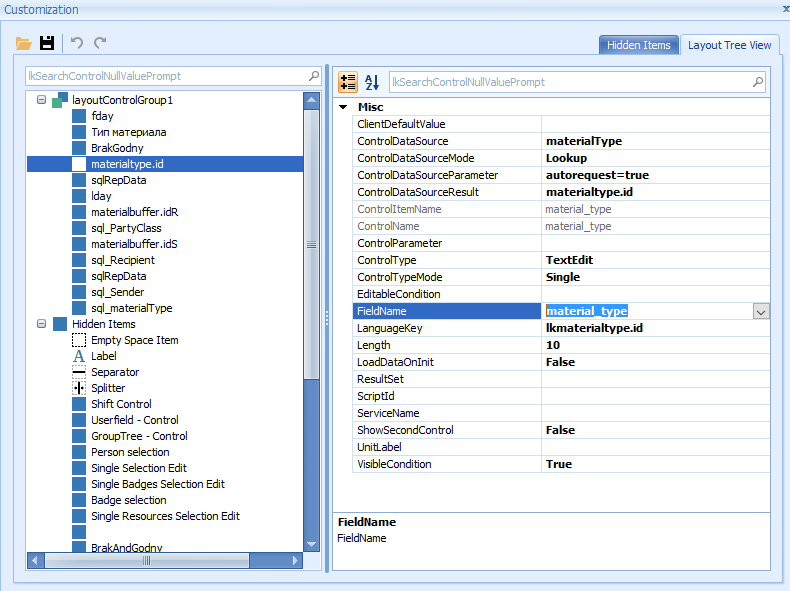 Customization
Hidden Items
Layout Tree View
lkSearchControlNullValuePrompt
layoutControlGroup1
fday
Тип материала
BrakGodny
materialtype.id
sqlRepData
lday
materialbuffer.idR
sql_PartyClass
materialbuffer.idS
sql_Recipient
sqlRepData
sql_Sender
sql_materialType
Hidden Items
Empty Space Item
A Label
Separator
Splitter
Shift Control
Userfield - Control
GroupTree - Control
Person selection
Single Selection Edit
Single Badges Selection Edit
Badge selection
Single Resources Selection Edit
BrakAndGodny
lkSearchControlNullValuePrompt
Misc
ClientDefaultValue
ControlDataSource materialType
ControlDataSourceMode Lookup
ControlDataSourceParameter autorequest=true
ControlDataSourceResult materialtype.id
ControlItemName material_type
ControlName material_type
ControlParameter
ControlType TextEdit
ControlTypeMode Single
EditableCondition
FieldName material_type
LanguageKey lkmaterialtype.id
Length 10
LoadDataOnInit False
ResultSet
ScriptId
ServiceName
ShowSecondControl False
UnitLabel
VisibleCondition True
FieldName
FieldName